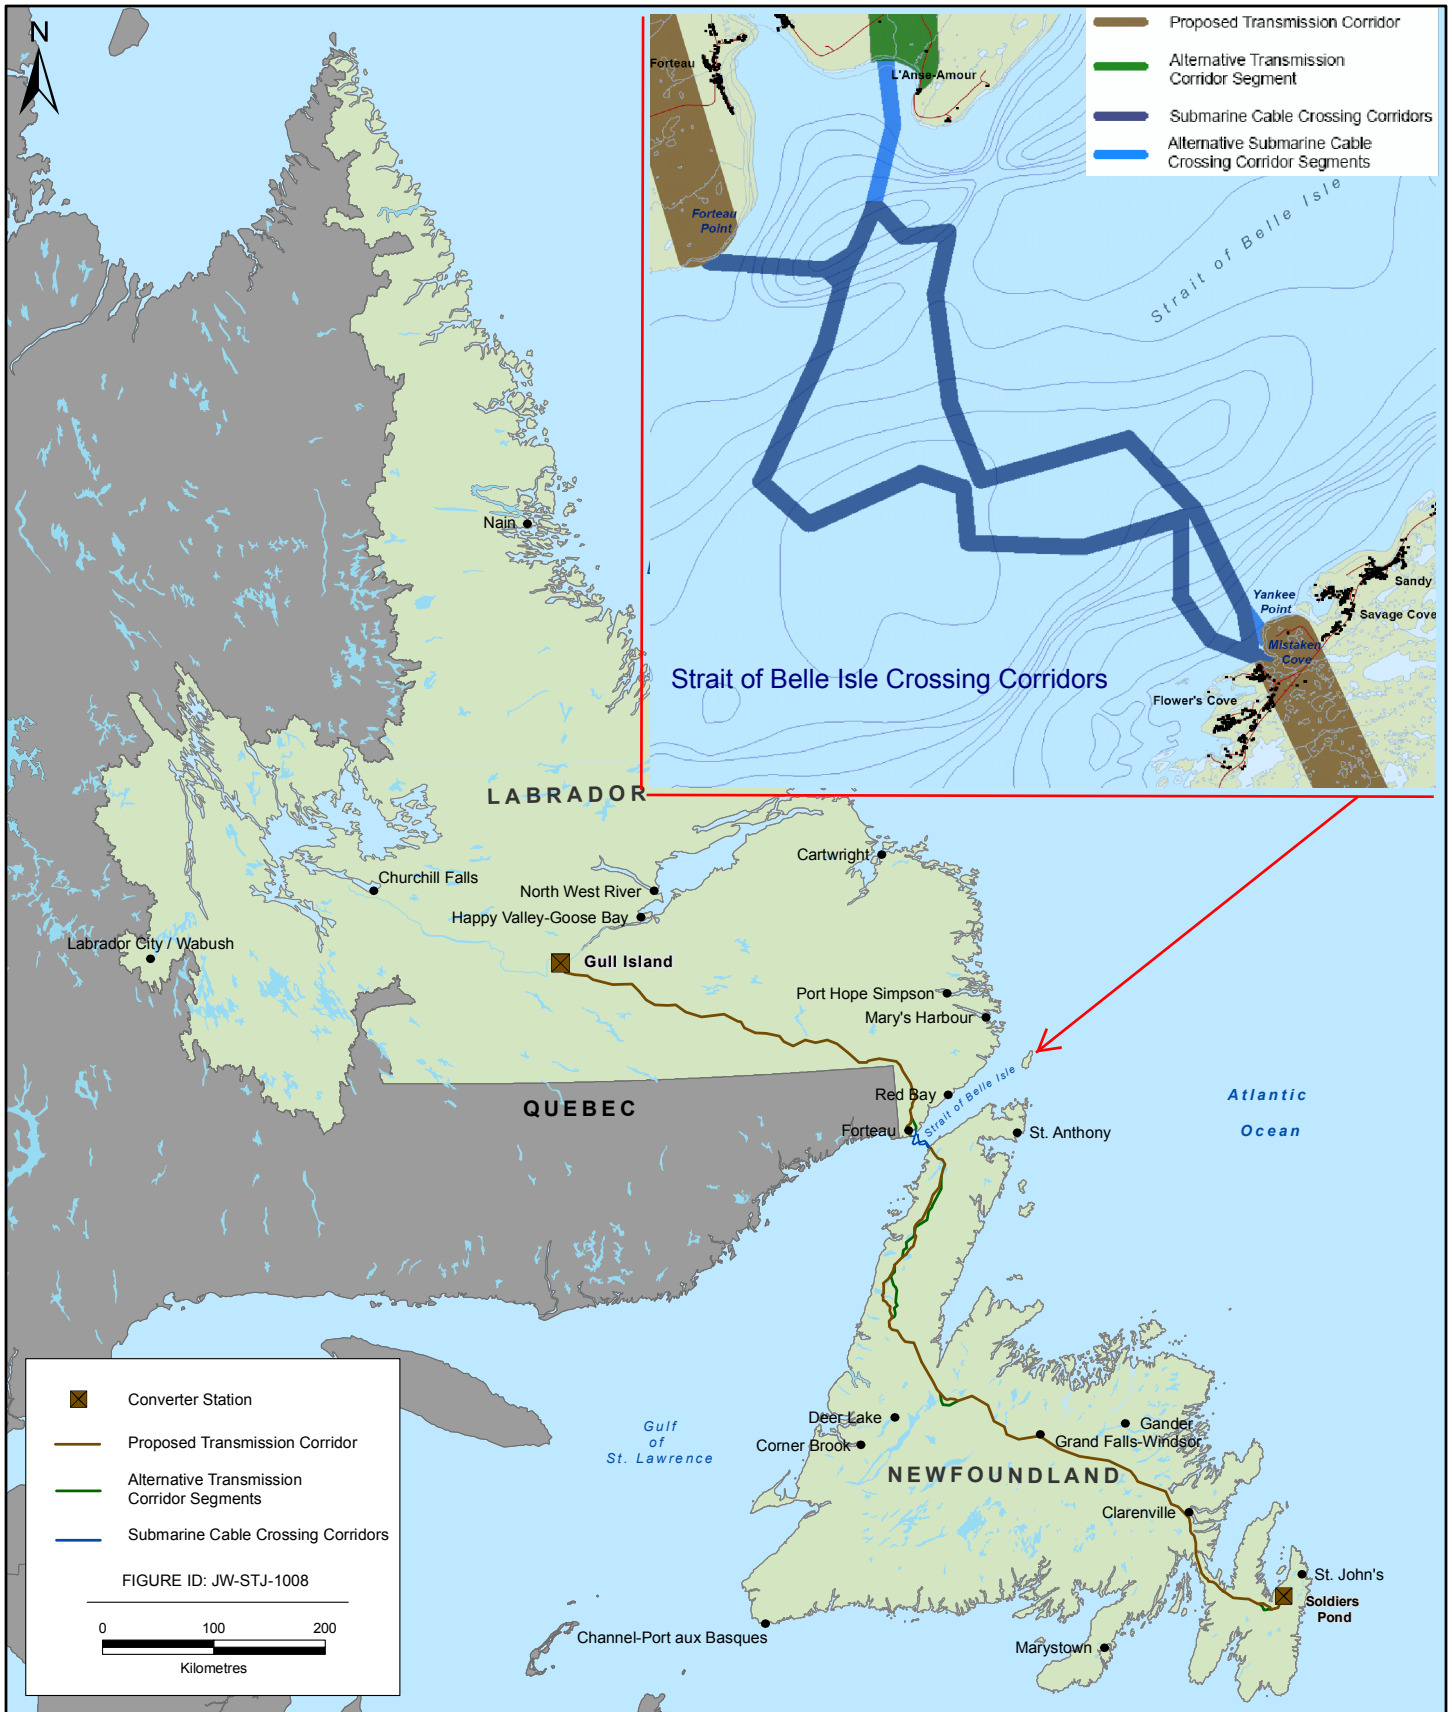 N
Proposed Transmission Corridor
Alternative Transmission
Corridor Segment
Submarine Cable Crossing Corridors
Alternative Submarine Cable
Crossing Corridor Segments
Forteau
L'Anse-Amour
Forteau
Point
Strait of Belle Isle
Sandy
Yankee
Point
Savage Cove
Mistaken
Cove
Flower's Cove
Strait of Belle Isle Crossing Corridors
Nain
LABRADOR
Cartwright
Churchill Falls
North West River
Happy Valley-Goose Bay
Labrador City / Wabush
Gull Island
Port Hope Simpson
Mary's Harbour
Red Bay
Strait of Belle Isle
QUEBEC
Atlantic
Ocean
Forteau
St. Anthony
Deer Lake
Gander
Corner Brook
Grand Falls-Windsor
Gulf
of
St. Lawrence
NEWFOUNDLAND
Clarenville
St. John's
Soldiers
Pond
Channel-Port aux Basques
Marystown
Converter Station
Proposed Transmission Corridor
Alternative Transmission
Corridor Segments
Submarine Cable Crossing Corridors
FIGURE ID: JW-STJ-1008
0 100 200
Kilometres